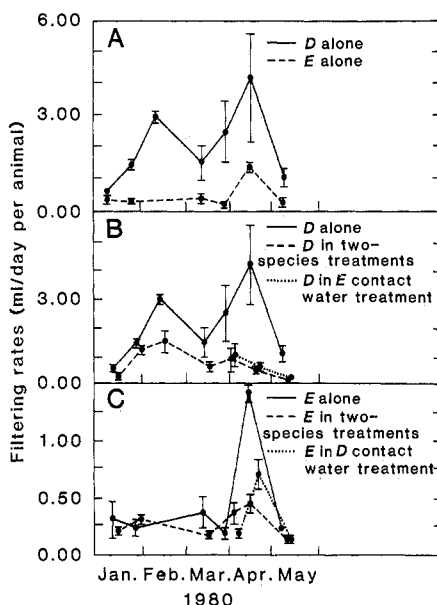 Filtering rates (ml/day per animal)
A
6.00
3.00
0.00
D alone
E alone
B
3.00
0.00
D alone
D in two-
species treatments
D in E contact
water treatment
C
1.00
0.50
0.00
E alone
E in two-
species treatments
E in D contact
water treatment
Jan. Feb. Mar. Apr. May
1980